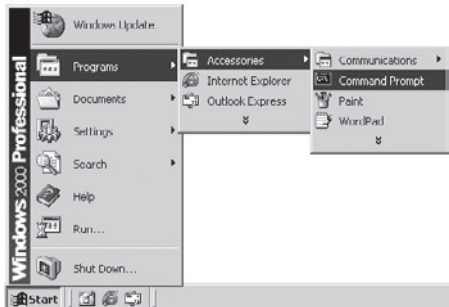 Windows 2000 Professional
Windows Update
Programs
Documents
Settings
Search
Help
Run...
Shut Down...
Start
Accessories
Internet Explorer
Outlook Express
Communications
Command Prompt
Paint
WordPad